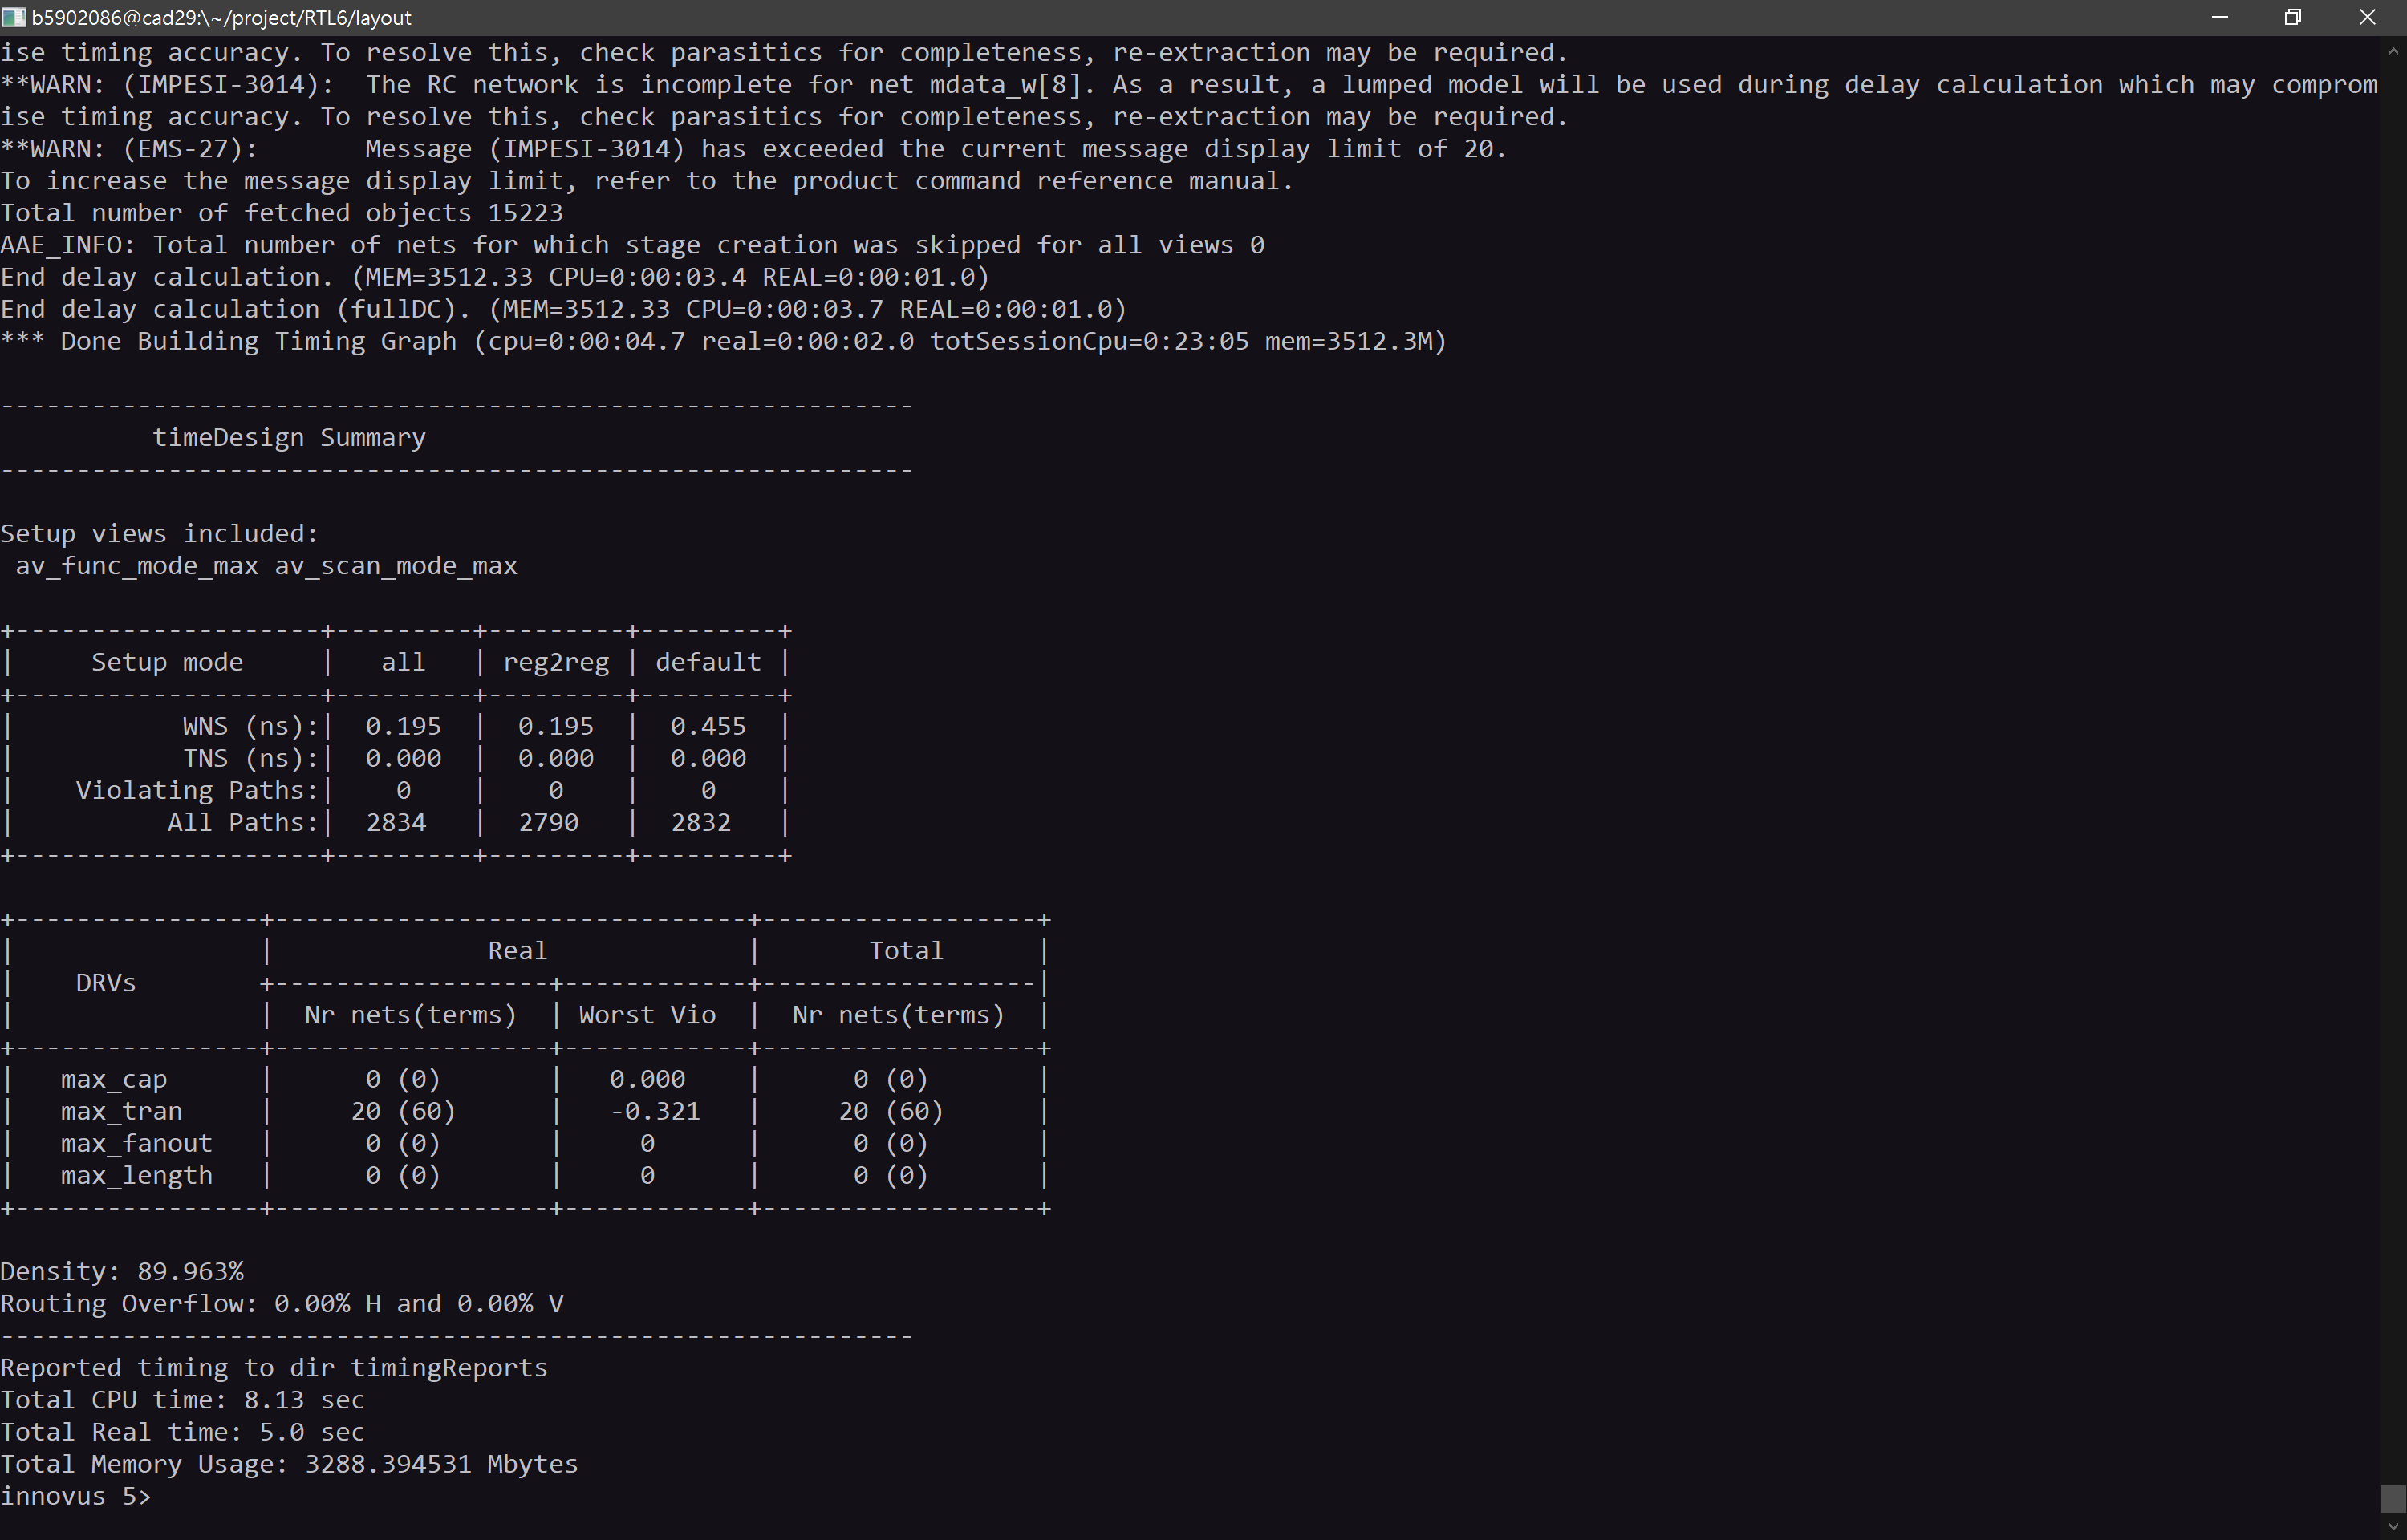 b5902086@cad29:\~/project/RTL6/layout
ise timing accuracy. To resolve this, check parasitics for completeness, re-extraction may be required.
**WARN: (IMPESI-3014):  The RC network is incomplete for net mdata_w[8]. As a result, a lumped model will be used during delay calculation which may comprom
ise timing accuracy. To resolve this, check parasitics for completeness, re-extraction may be required.
**WARN: (EMS-27):       Message (IMPESI-3014) has exceeded the current message display limit of 20.
To increase the message display limit, refer to the product command reference manual.
Total number of fetched objects 15223
AAE_INFO: Total number of nets for which stage creation was skipped for all views 0
End delay calculation. (MEM=3512.33 CPU=0:00:03.4 REAL=0:00:01.0)
End delay calculation (fullDC). (MEM=3512.33 CPU=0:00:03.7 REAL=0:00:01.0)
*** Done Building Timing Graph (cpu=0:00:04.7 real=0:00:02.0 totSessionCpu=0:23:05 mem=3512.3M)

------------------------------------------------------------
          timeDesign Summary
------------------------------------------------------------

Setup views included:
 av_func_mode_max av_scan_mode_max

+--------------------+---------+---------+---------+
|     Setup mode     |   all   | reg2reg | default |
+--------------------+---------+---------+---------+
|           WNS (ns):|  0.195  |  0.195  |  0.455  |
|           TNS (ns):|  0.000  |  0.000  |  0.000  |
|    Violating Paths:|    0    |    0    |    0    |
|          All Paths:|  2834   |  2790   |  2832   |
+--------------------+---------+---------+---------+

+----------------+-------------------------------+------------------+
|                |              Real             |       Total      |
|    DRVs        +------------------+------------+------------------|
|                |  Nr nets(terms)  | Worst Vio  |  Nr nets(terms)  |
+----------------+------------------+------------+------------------+
|   max_cap      |      0 (0)       |   0.000    |      0 (0)       |
|   max_tran     |     20 (60)      |   -0.321   |     20 (60)      |
|   max_fanout   |      0 (0)       |     0      |      0 (0)       |
|   max_length   |      0 (0)       |     0      |      0 (0)       |
+----------------+------------------+------------+------------------+

Density: 89.963%
Routing Overflow: 0.00% H and 0.00% V
------------------------------------------------------------
Reported timing to dir timingReports
Total CPU time: 8.13 sec
Total Real time: 5.0 sec
Total Memory Usage: 3288.394531 Mbytes
innovus 5>